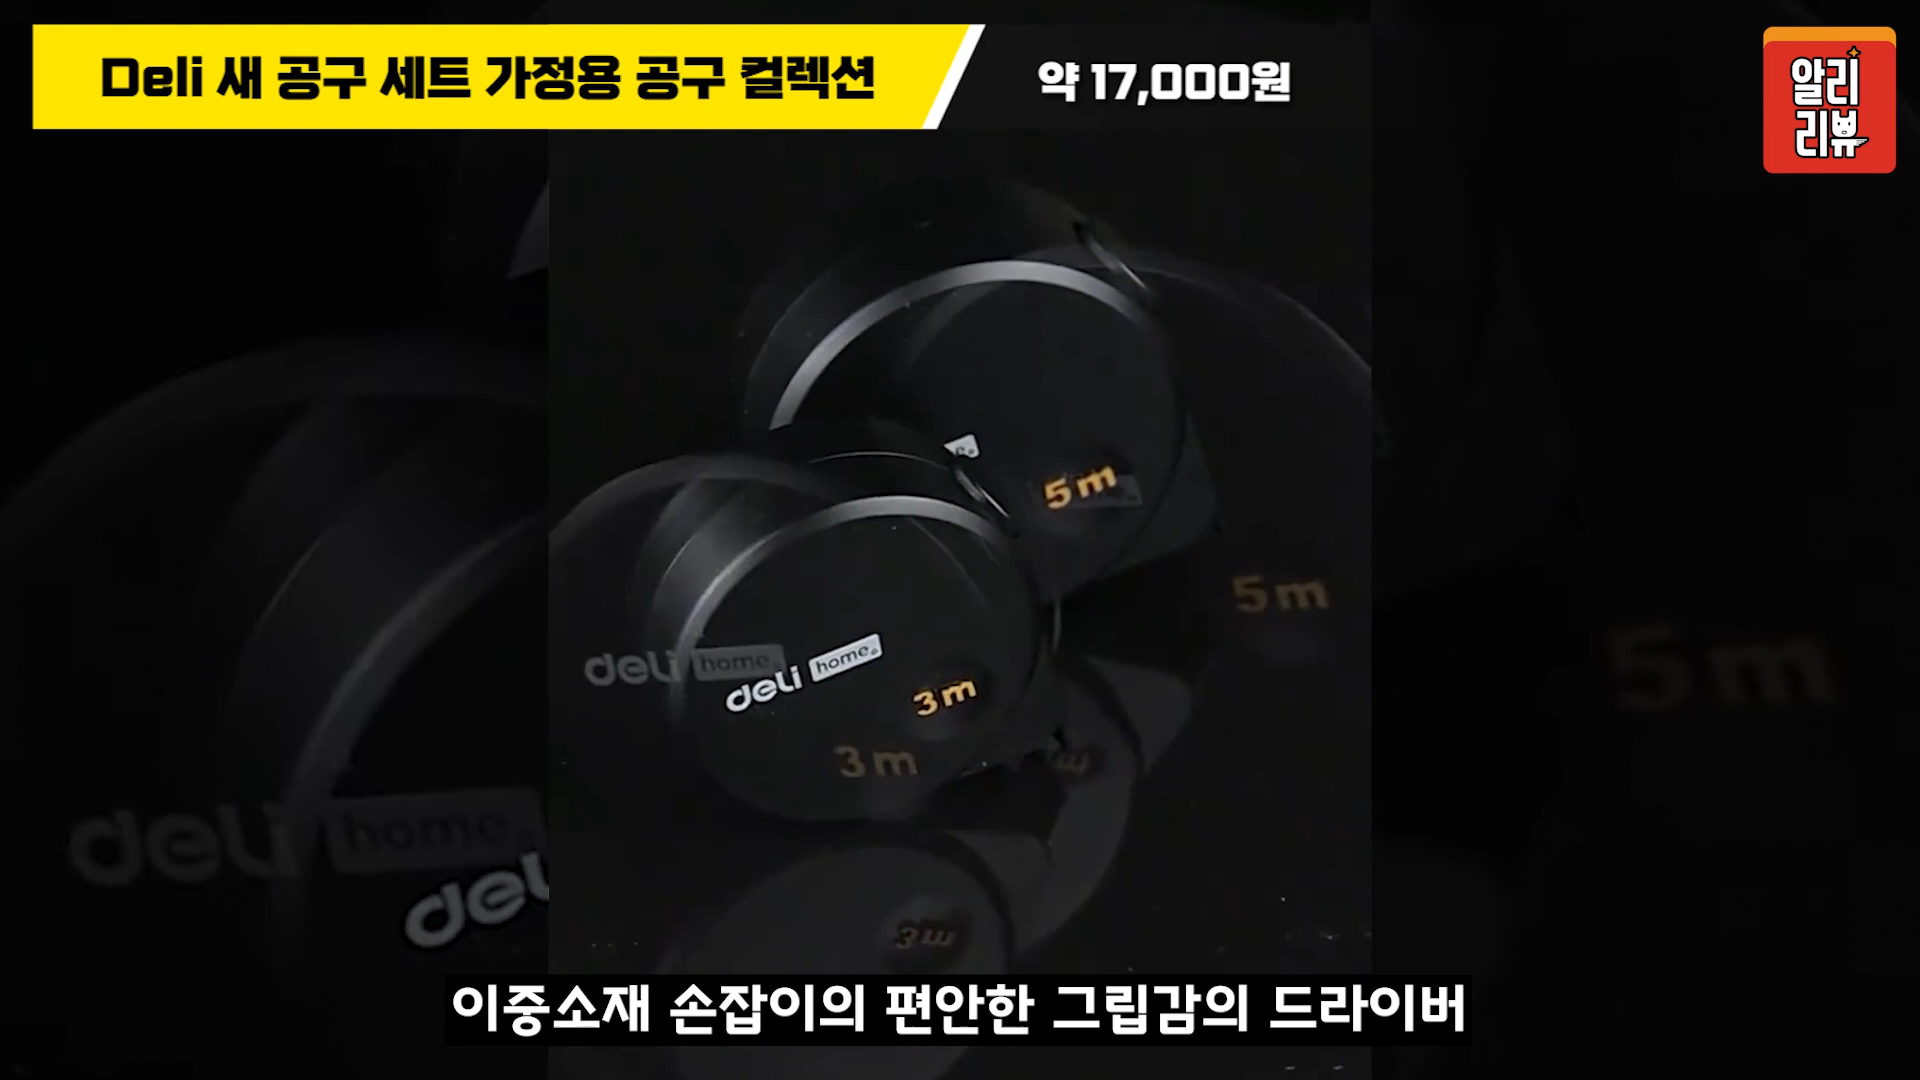 Deli 새 공구 세트 가정용 공구 컬렉션
약 17,000원
알리
리뷰
5m
5m
5m
deli home
deli home
3m
3m
deli home
3m
이중소재 손잡이의 편안한 그립감의 드라이버